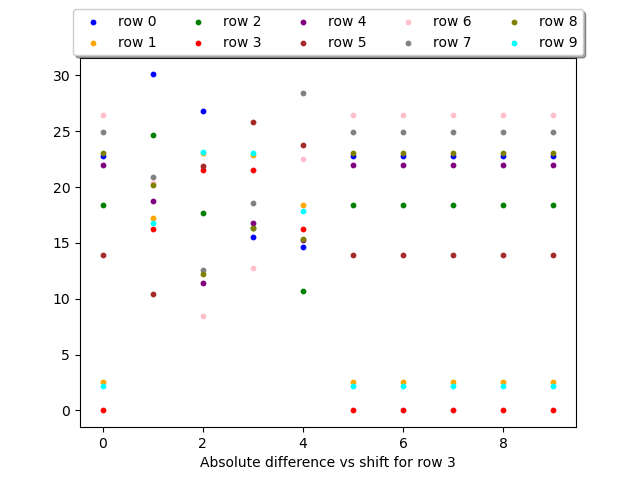 row 0 row 2 row 4 row 6 row 8
row 1 row 3 row 5 row 7 row 9
30
25
20
15
10
5
0
0 2 4 6 8
Absolute difference vs shift for row 3